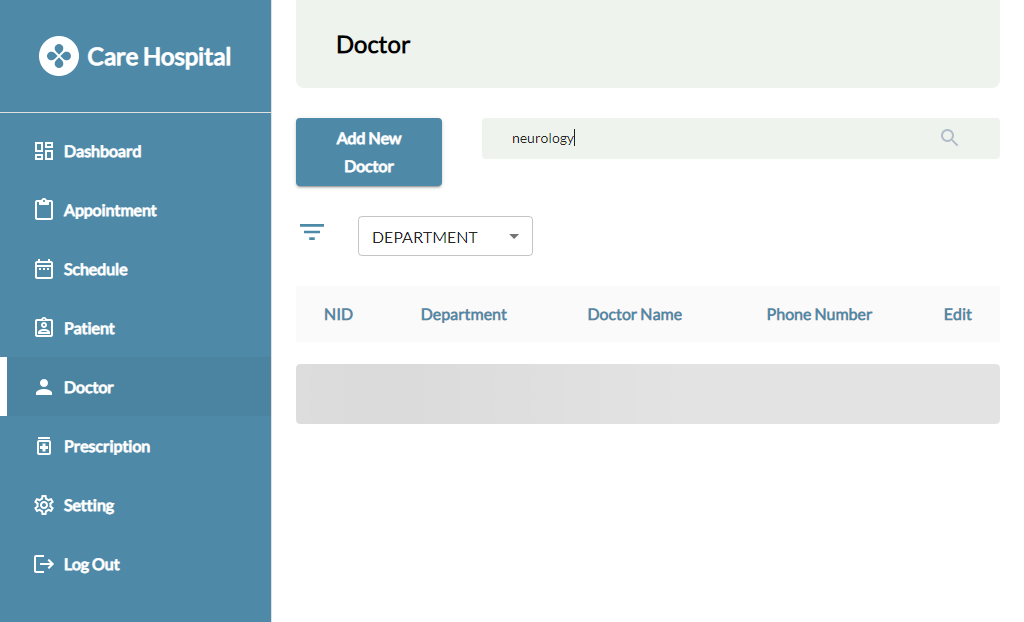 Care Hospital
Dashboard
Appointment
Schedule
Patient
Doctor
Prescription
Setting
Log Out
Doctor
Add New
Doctor
neurology
DEPARTMENT
NID Department Doctor Name Phone Number Edit